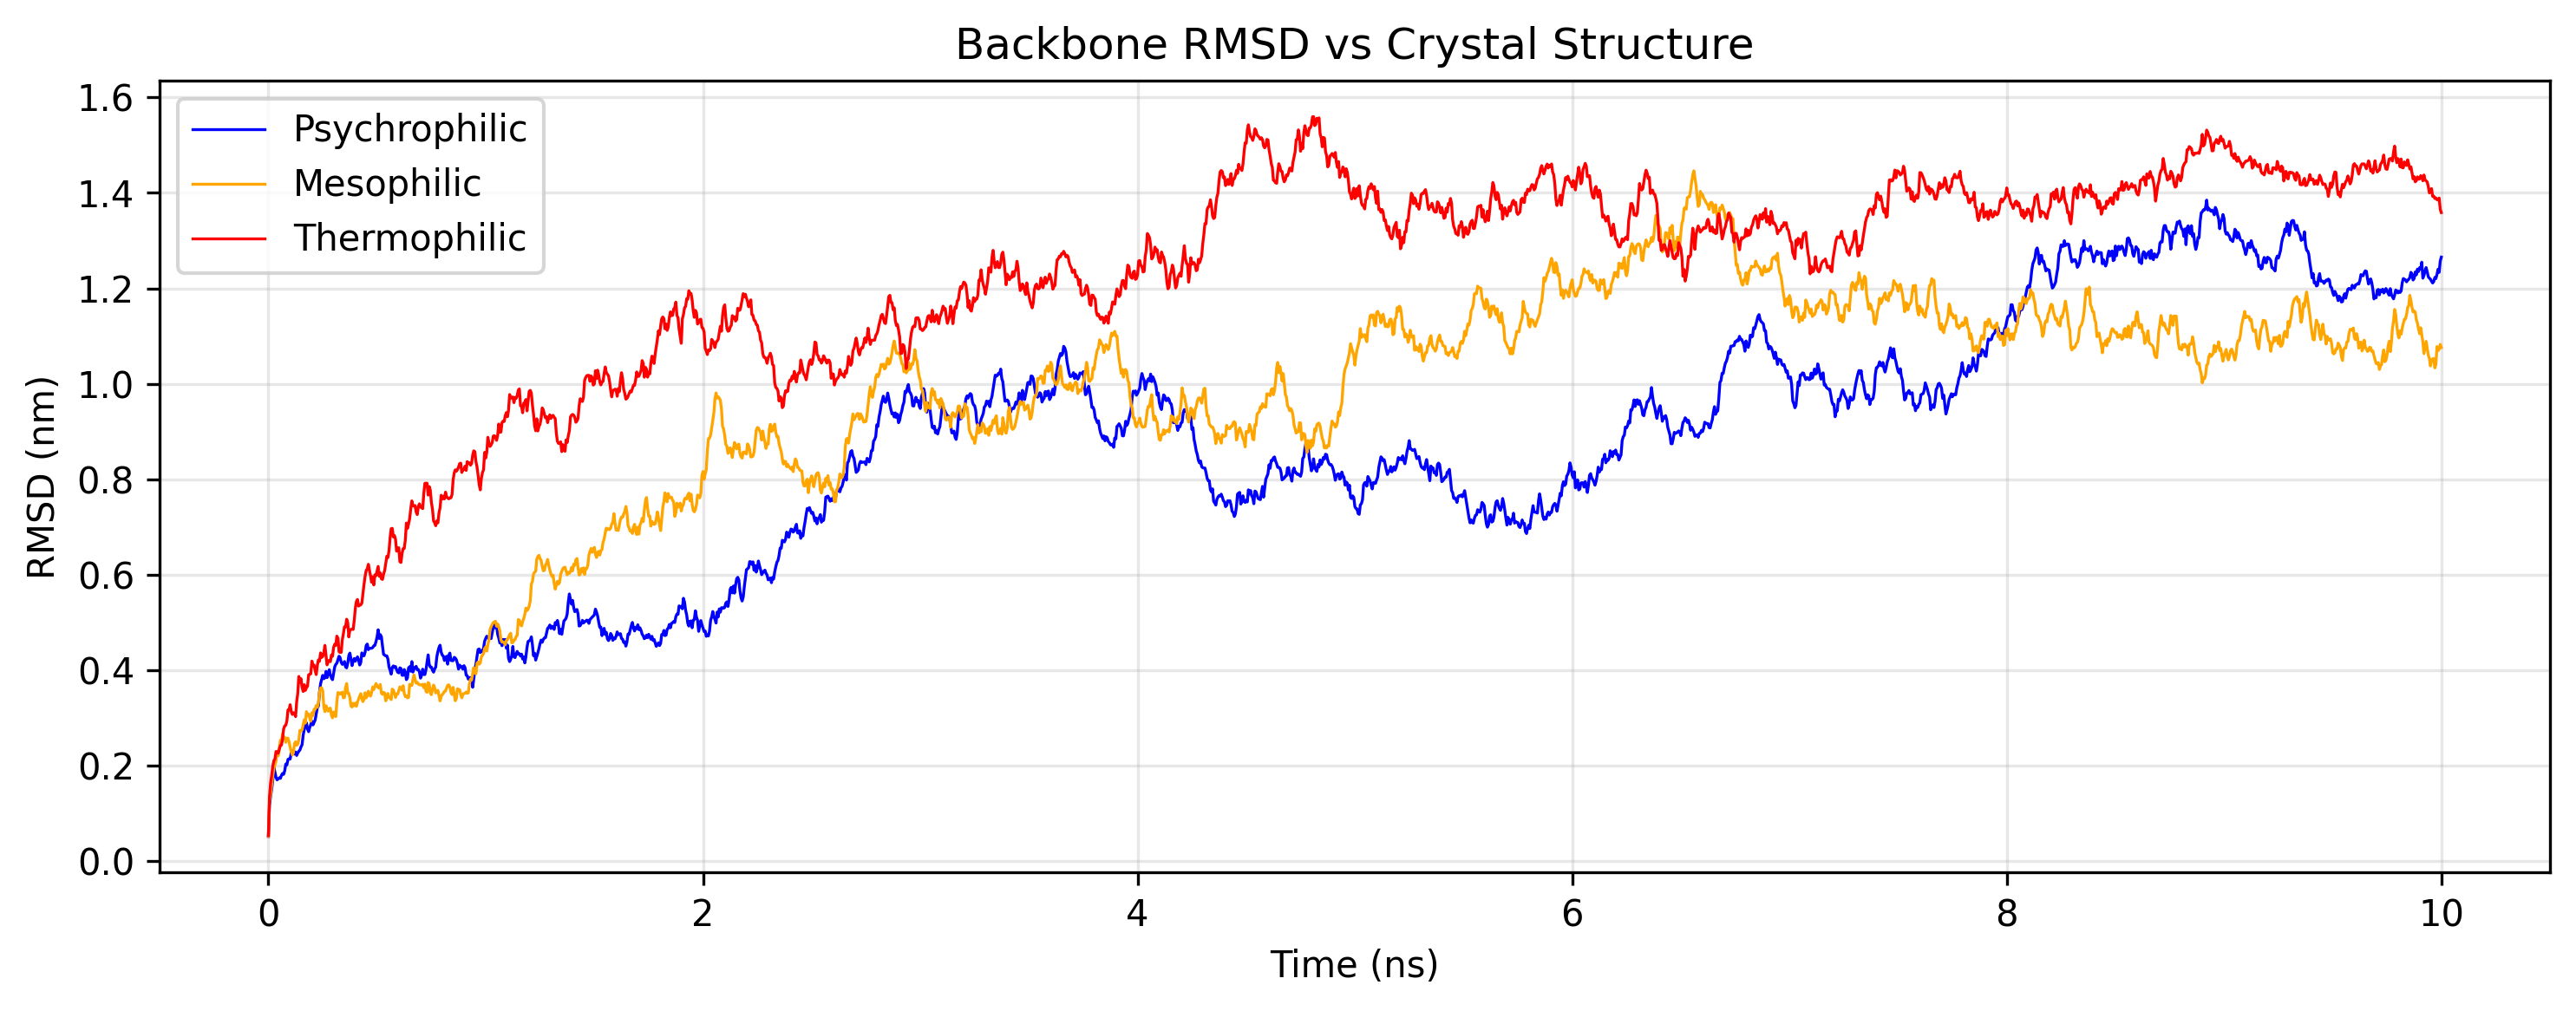 Backbone RMSD vs Crystal Structure
Psychrophilic
Mesophilic
Thermophilic
RMSD (nm)
1.6
1.4
1.2
1.0
0.8
0.6
0.4
0.2
0.0
0 2 4 6 8 10
Time (ns)